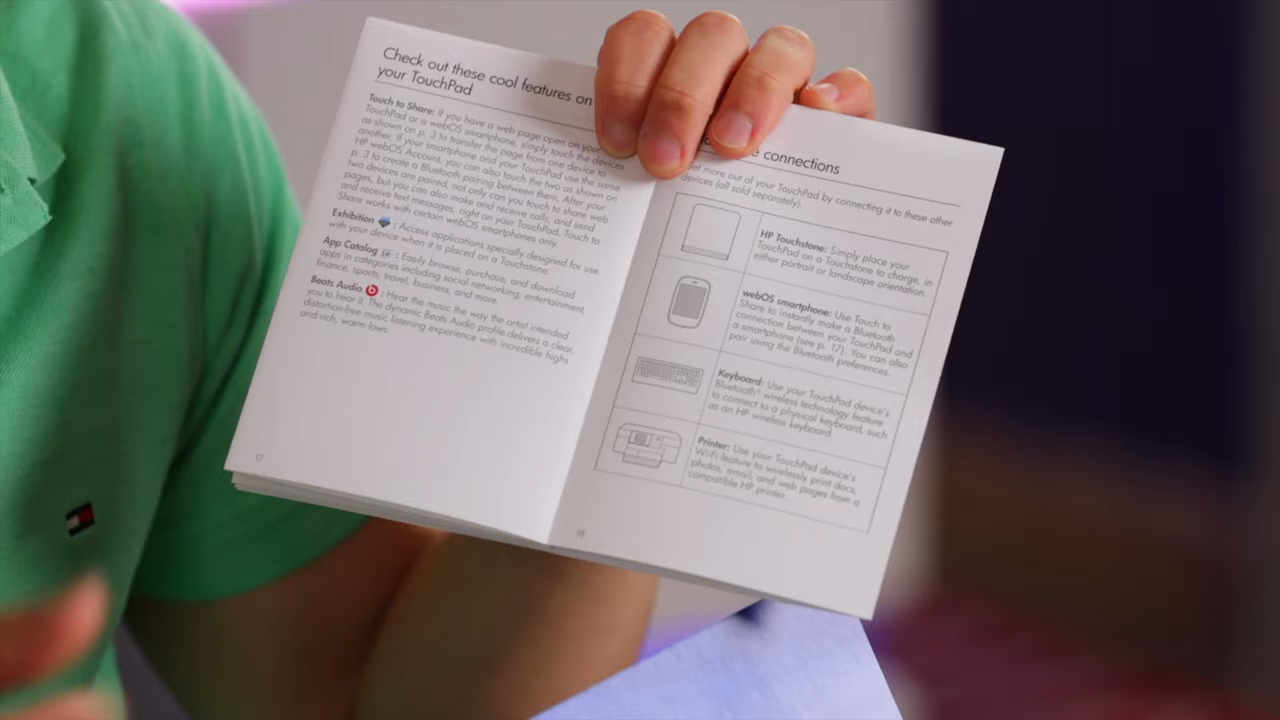 Check out these cool features on
your TouchPad
Touch to Share: If you have a web page open on your
TouchPad or a webOS smartphone, simply touch the devices
as shown on p. 3 to transfer the page from one device to
another. If your smartphone and your TouchPad use the same
HP webOS Account, you can also touch the two as shown on
p. 3 to create a Bluetooth pairing between them. After your
two devices are paired, not only can you touch to share web
pages, but you can also make and receive calls, and send
and receive text messages, right on your TouchPad. Touch to
Share works with certain webOS smartphones only.
Exhibition : Access applications specially designed for use
with your device when it is placed on a Touchstone.
App Catalog : Easily browse, purchase, and download
apps in categories including social networking, entertainment,
finance, sports, travel, business, and more.
Beats Audio : Hear the music the way the artist intended
you to hear it. The dynamic Beats Audio profile delivers a clear,
distortion-free music listening experience with incredible highs
and rich, warm lows.
17
connections
more out of your TouchPad by connecting it to these other
devices (all sold separately).
HP Touchstone: Simply place your
TouchPad on a Touchstone to charge, in
either portrait or landscape orientation.
webOS smartphone: Use Touch to
Share to instantly make a Bluetooth
connection between your TouchPad and
a smartphone (see p. 17). You can also
pair using the Bluetooth preferences.
Keyboard: Use your TouchPad device's
Bluetooth® wireless technology feature
to connect to a physical keyboard, such
as an HP wireless keyboard.
Printer: Use your TouchPad device's
Wi-Fi feature to wirelessly print docs,
photos, email, and web pages from a
compatible HP printer.
18